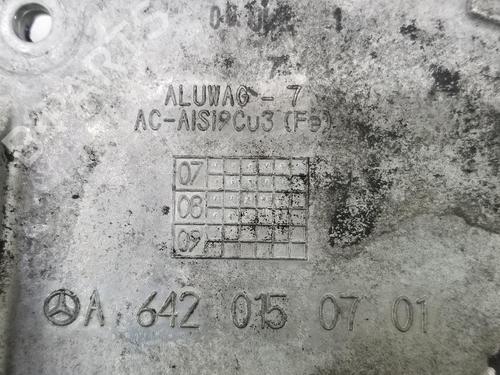 ALUWAG - 7
AC-AlSi9Cu3 (Fe)
07
08
09
A 642 015 07 01